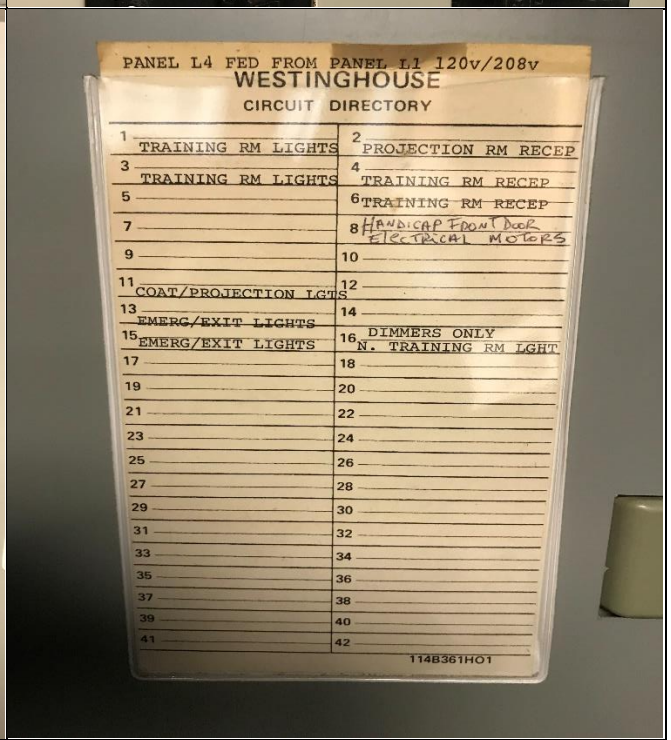 PANEL L4 FED FROM PANEL L1 120v/208v
WESTINGHOUSE
CIRCUIT DIRECTORY
1 TRAINING RM LIGHTS
2 PROJECTION RM RECEP
3 TRAINING RM LIGHTS
4 TRAINING RM RECEP
5
6 TRAINING RM RECEP
7
8 HANDICAP FRONT DOOR
ElEcTRICAL MOTORS
9
10
11 COAT/PROJECTION LGTS
12
13 EMERG/EXIT LIGHTS
14
15 EMERG/EXIT LIGHTS
16 DIMMERS ONLY
N. TRAINING RM LGHT
17
18
19
20
21
22
23
24
25
26
27
28
29
30
31
32
33
34
35
36
37
38
39
40
41
42
114B361HO1